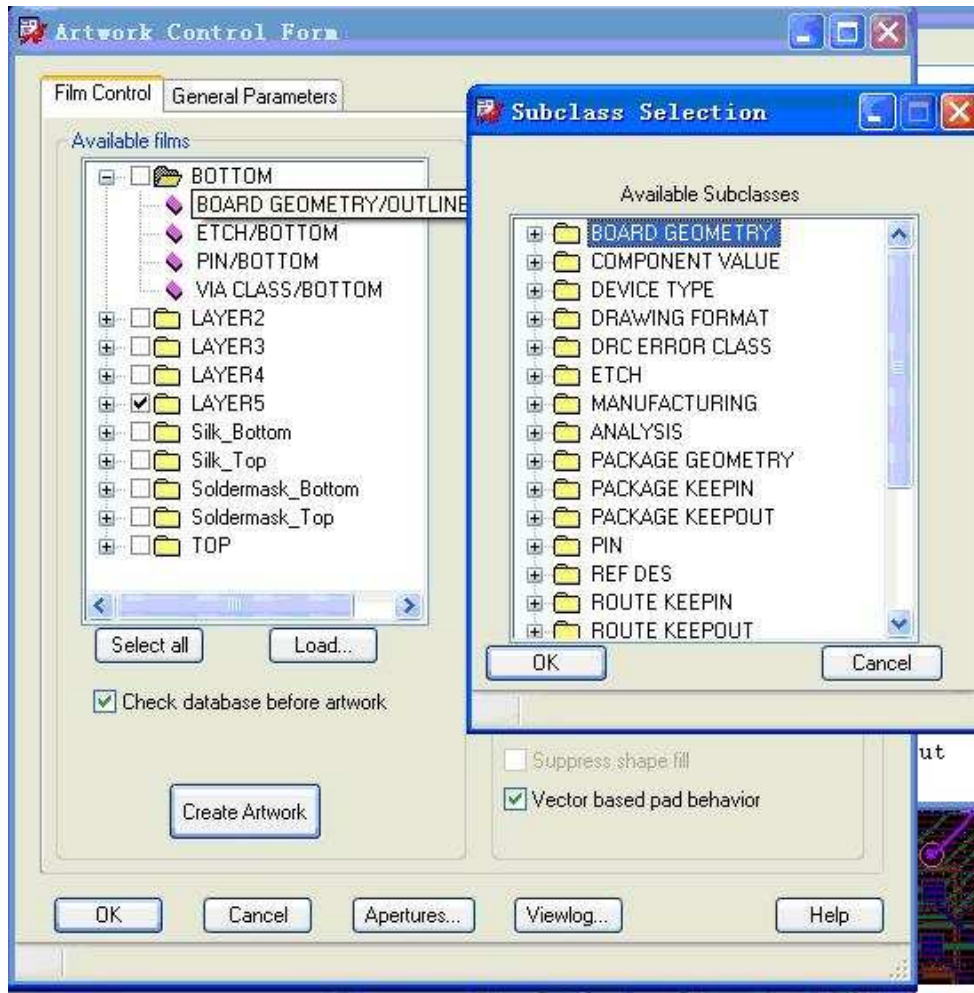 Artwork Control Form
Film Control
General Parameters
Available films
BOTTOM
BOARD GEOMETRY/OUTLINE
ETCH/BOTTOM
PIN/BOTTOM
VIA CLASS/BOTTOM
LAYER2
LAYER3
LAYER4
LAYER5
Silk_Bottom
Silk_Top
Soldermask_Bottom
Soldermask_Top
TOP
Select all
Load...
Check database before artwork
Create Artwork
Subclass Selection
Available Subclasses
BOARD GEOMETRY
COMPONENT VALUE
DEVICE TYPE
DRAWING FORMAT
DRC ERROR CLASS
ETCH
MANUFACTURING
ANALYSIS
PACKAGE GEOMETRY
PACKAGE KEEPIN
PACKAGE KEEPOUT
PIN
REF DES
ROUTE KEEPIN
ROUTE KEEPOUT
OK
Cancel
Suppress shape fill
Vector based pad behavior
ut
OK
Cancel
Apertures...
Viewlog...
Help